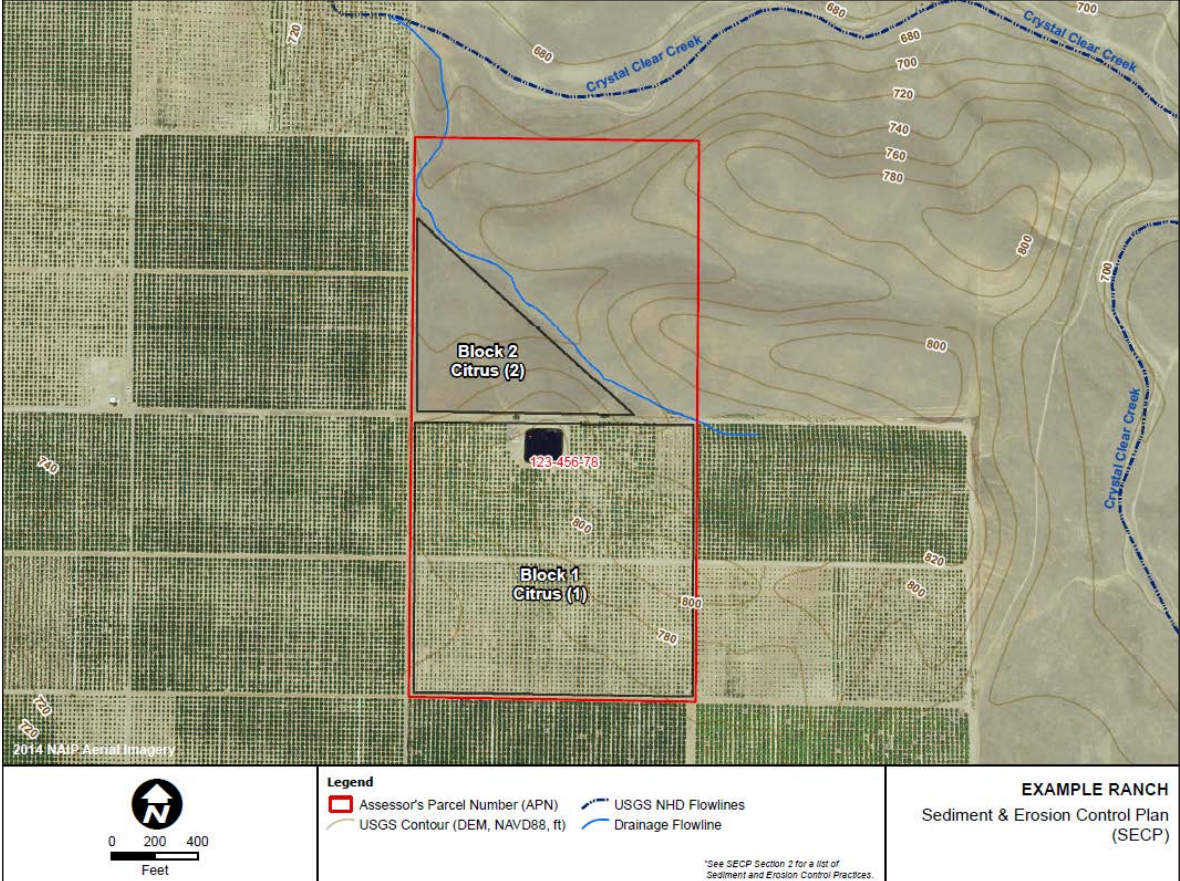 720
680
680
700
Crystal Clear Creek
Crystal Clear Creek
680
700
720
740
760
780
800
700
800
Block 2
Citrus (2)
Crystal Clear Creek
123-456-78
740
800
820
800
Block 1
Citrus (1)
800
780
720
720
2014 NAIP Aerial Imagery
N
0 200 400
Feet
Legend
Assessor's Parcel Number (APN)
USGS NHD Flowlines
USGS Contour (DEM, NAVD88, ft)
Drainage Flowline
*See SECP Section 2 for a list of
Sediment and Erosion Control Practices.
EXAMPLE RANCH
Sediment & Erosion Control Plan
(SECP)